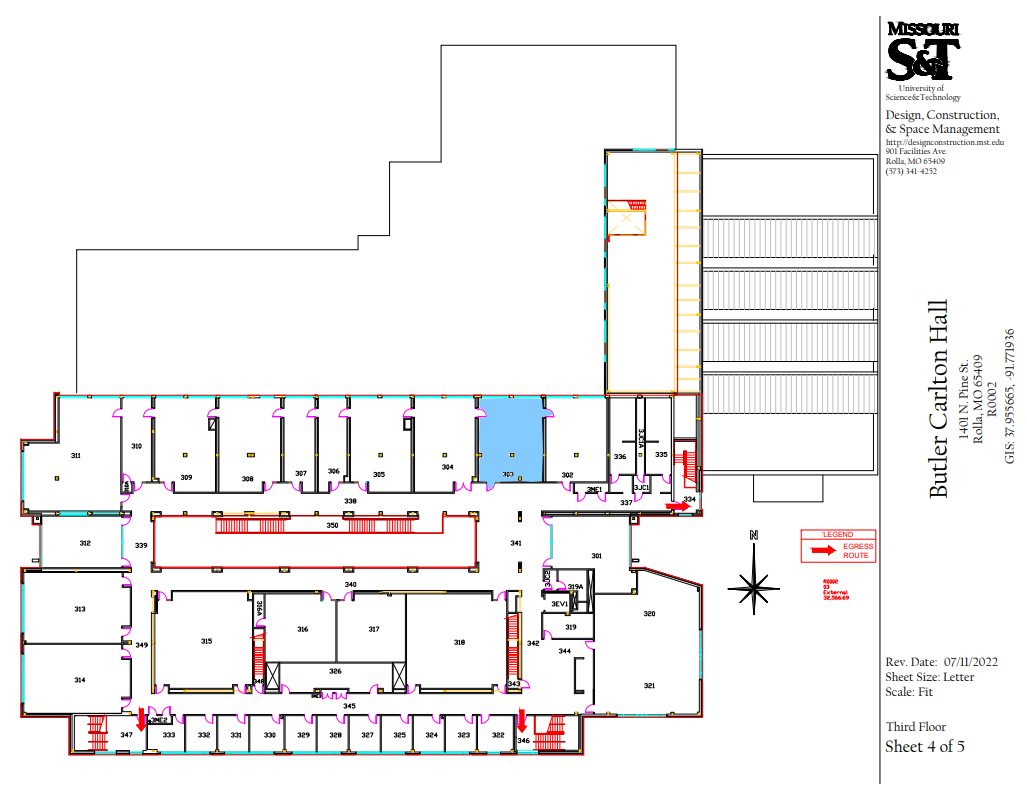 MISSOURI
S&T
University of
Science&Technology
Design, Construction,
& Space Management
http://designconstruction.mst.edu
901 Facilities Ave.
Rolla, MO 65409
(573) 341-4252
Butler Carlton Hall
1401 N. Pine St.
Rolla, MO 65409
R0002
GIS: 37.955665, -91.771936
311
310
309
308
307
306
305
304
303
302
336
3JC1A
335
3ME1
3JC1
337
334
338
350
312
339
341
301
N
LEGEND
EGRESS
ROUTE
340
3JC2
319A
R0002
03
External
32,566.69
313
315
316A
316
317
318
3EV1
319
320
349
342
344
314
326
348
343
321
345
3ME2
347
333
332
331
330
329
328
327
325
324
323
322
346
Rev. Date: 07/11/2022
Sheet Size: Letter
Scale: Fit
Third Floor
Sheet 4 of 5